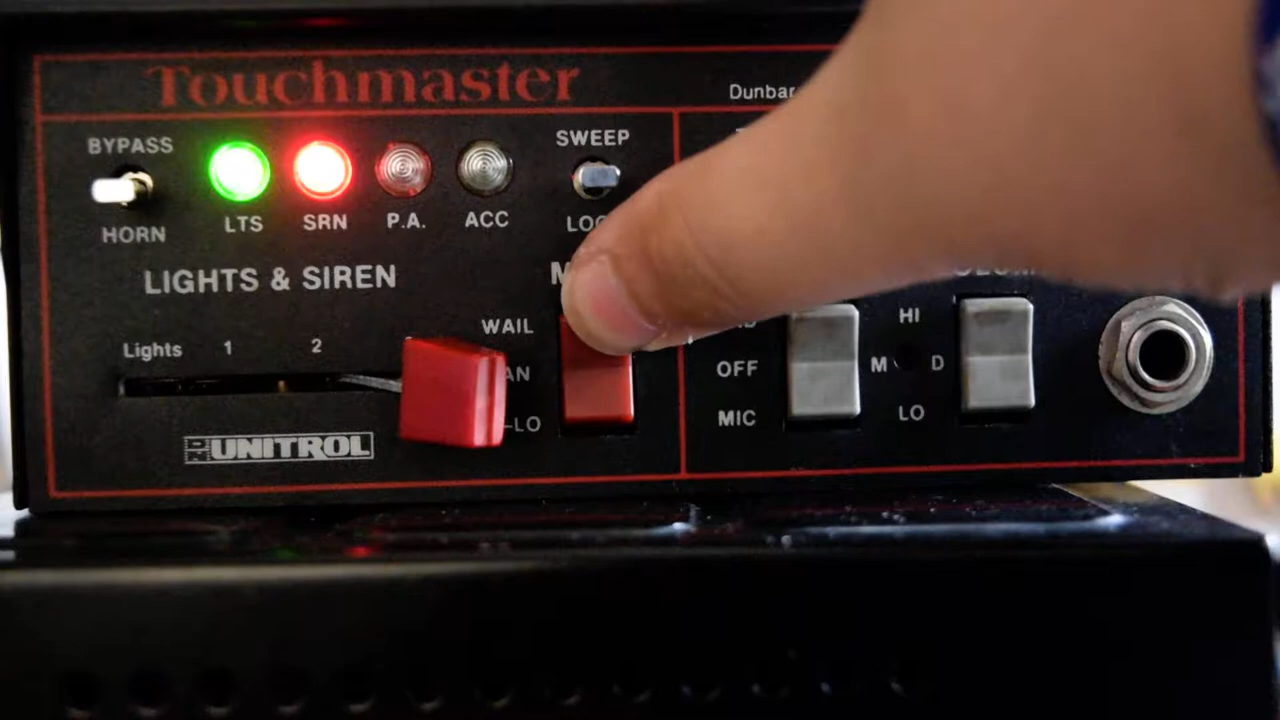 Touchmaster
Dunbar
BYPASS
SWEEP
LTS SRN P.A. ACC
HORN
LIGHTS & SIREN
WAIL
HI
Lights 1 2
OFF
M D
MIC
LO
UNITROL